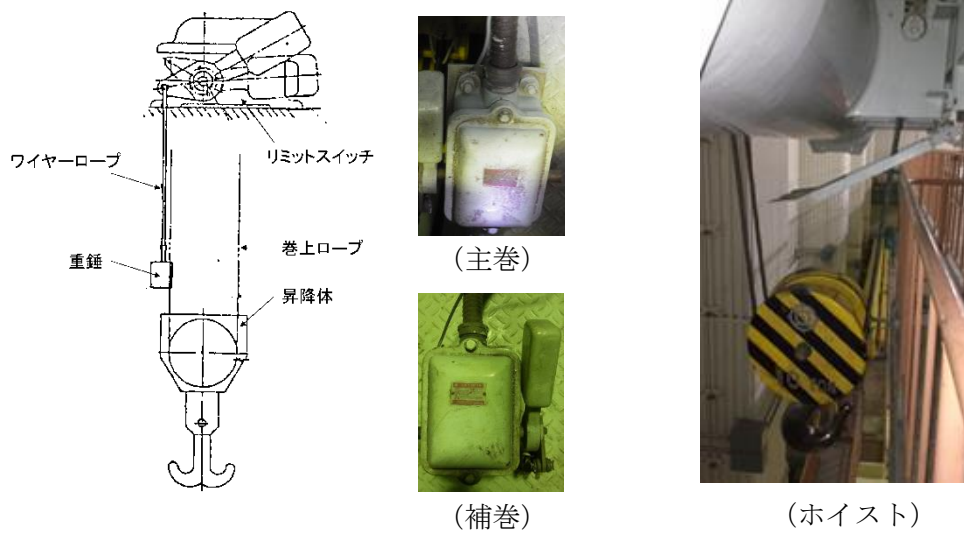 ワイヤーロープ
リミットスイッチ
重錘
巻上ロープ
昇降体
（主巻）
（補巻）
（ホイスト）